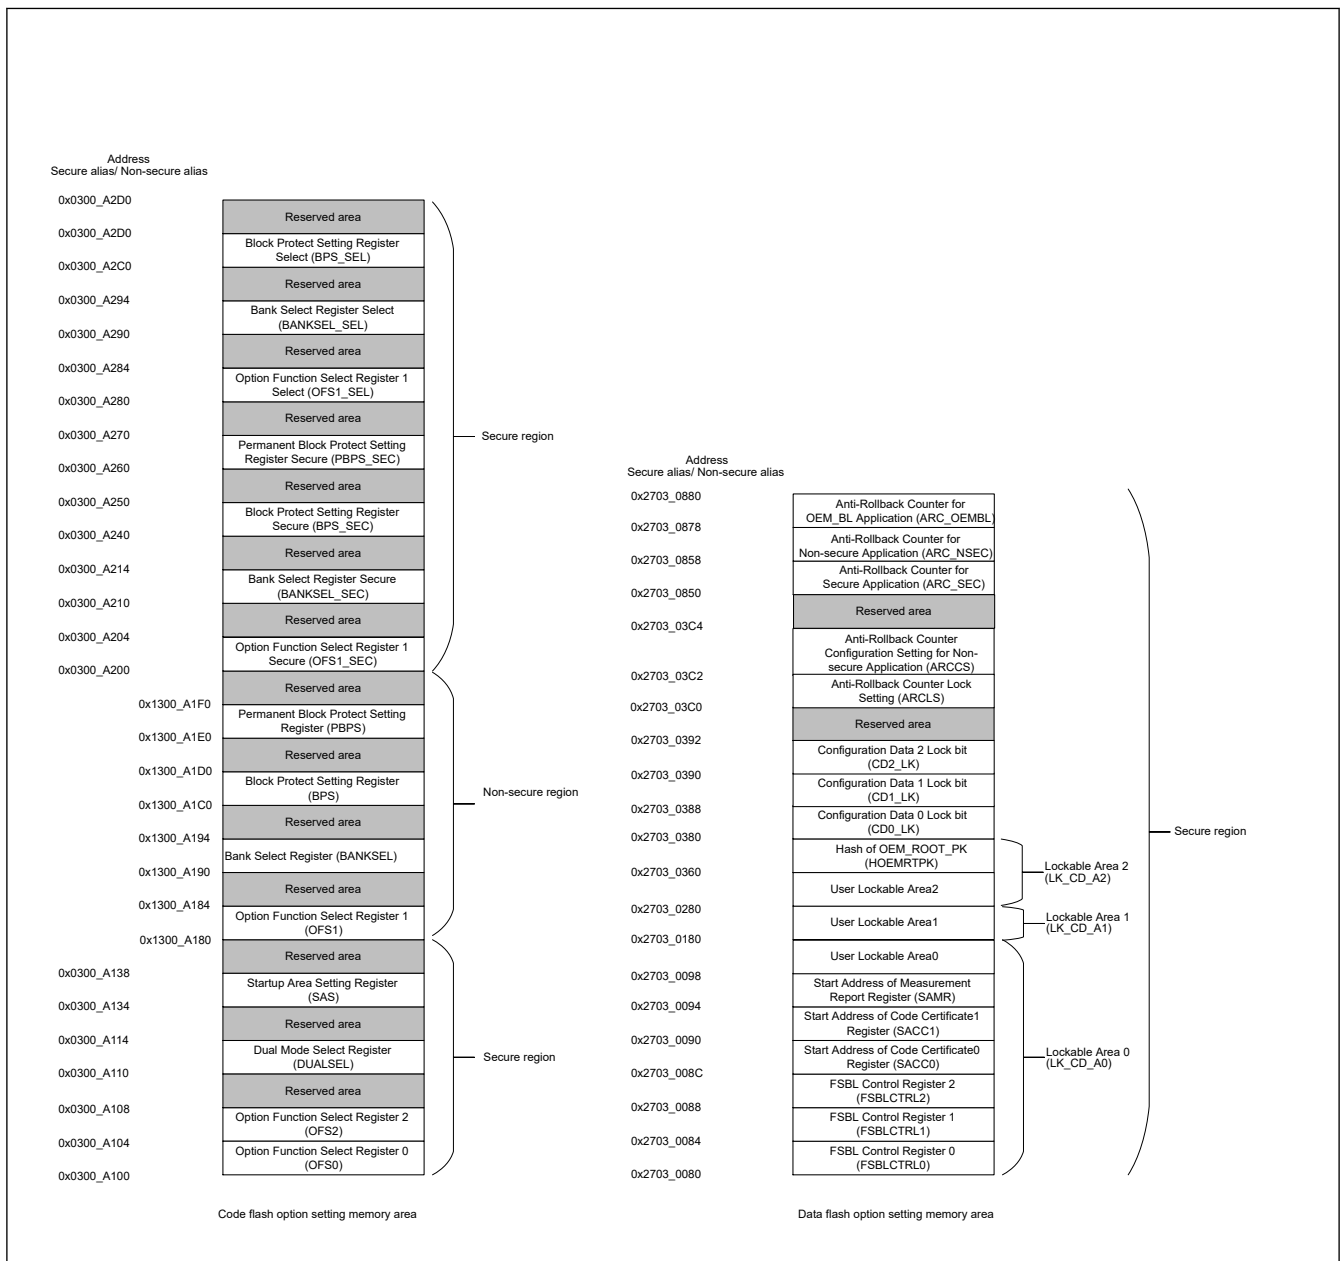 Address
Secure alias/ Non-secure alias
0x0300_A2D0
Reserved area
0x0300_A2D0
Block Protect Setting Register
Select (BPS_SEL)
0x0300_A2C0
Reserved area
0x0300_A294
Bank Select Register Select
(BANKSEL_SEL)
0x0300_A290
Reserved area
0x0300_A284
Option Function Select Register 1
Select (OFS1_SEL)
0x0300_A280
Reserved area
0x0300_A270
Permanent Block Protect Setting
Register Secure (PBPS_SEC)
0x0300_A260
Reserved area
0x0300_A250
Block Protect Setting Register
Secure (BPS_SEC)
0x0300_A240
Reserved area
0x0300_A214
Bank Select Register Secure
(BANKSEL_SEC)
0x0300_A210
Reserved area
0x0300_A204
Option Function Select Register 1
Secure (OFS1_SEC)
0x0300_A200
Secure region
Reserved area
0x1300_A1F0
Permanent Block Protect Setting
Register (PBPS)
0x1300_A1E0
Reserved area
0x1300_A1D0
Block Protect Setting Register
(BPS)
0x1300_A1C0
Reserved area
0x1300_A194
Bank Select Register (BANKSEL)
0x1300_A190
Reserved area
0x1300_A184
Option Function Select Register 1
(OFS1)
0x1300_A180
Non-secure region
Reserved area
0x0300_A138
Startup Area Setting Register
(SAS)
0x0300_A134
Reserved area
0x0300_A114
Dual Mode Select Register
(DUALSEL)
0x0300_A110
Reserved area
0x0300_A108
Option Function Select Register 2
(OFS2)
0x0300_A104
Option Function Select Register 0
(OFS0)
0x0300_A100
Secure region
Code flash option setting memory area
Address
Secure alias/ Non-secure alias
0x2703_0880
Anti-Rollback Counter for
OEM_BL Application (ARC_OEMBL)
0x2703_0878
Anti-Rollback Counter for
Non-secure Application (ARC_NSEC)
0x2703_0858
Anti-Rollback Counter for
Secure Application (ARC_SEC)
0x2703_0850
Reserved area
0x2703_03C4
Anti-Rollback Counter
Configuration Setting for Non-
secure Application (ARCCS)
0x2703_03C2
Anti-Rollback Counter Lock
Setting (ARCLS)
0x2703_03C0
Reserved area
0x2703_0392
Configuration Data 2 Lock bit
(CD2_LK)
0x2703_0390
Configuration Data 1 Lock bit
(CD1_LK)
0x2703_0388
Configuration Data 0 Lock bit
(CD0_LK)
0x2703_0380
Hash of OEM_ROOT_PK
(HOEMRTPK)
0x2703_0360
User Lockable Area2
0x2703_0280
Lockable Area 2
(LK_CD_A2)
User Lockable Area1
0x2703_0180
Lockable Area 1
(LK_CD_A1)
User Lockable Area0
0x2703_0098
Start Address of Measurement
Report Register (SAMR)
0x2703_0094
Start Address of Code Certificate1
Register (SACC1)
0x2703_0090
Start Address of Code Certificate0
Register (SACC0)
0x2703_008C
FSBL Control Register 2
(FSBLCTRL2)
0x2703_0088
FSBL Control Register 1
(FSBLCTRL1)
0x2703_0084
FSBL Control Register 0
(FSBLCTRL0)
0x2703_0080
Lockable Area 0
(LK_CD_A0)
Secure region
Data flash option setting memory area